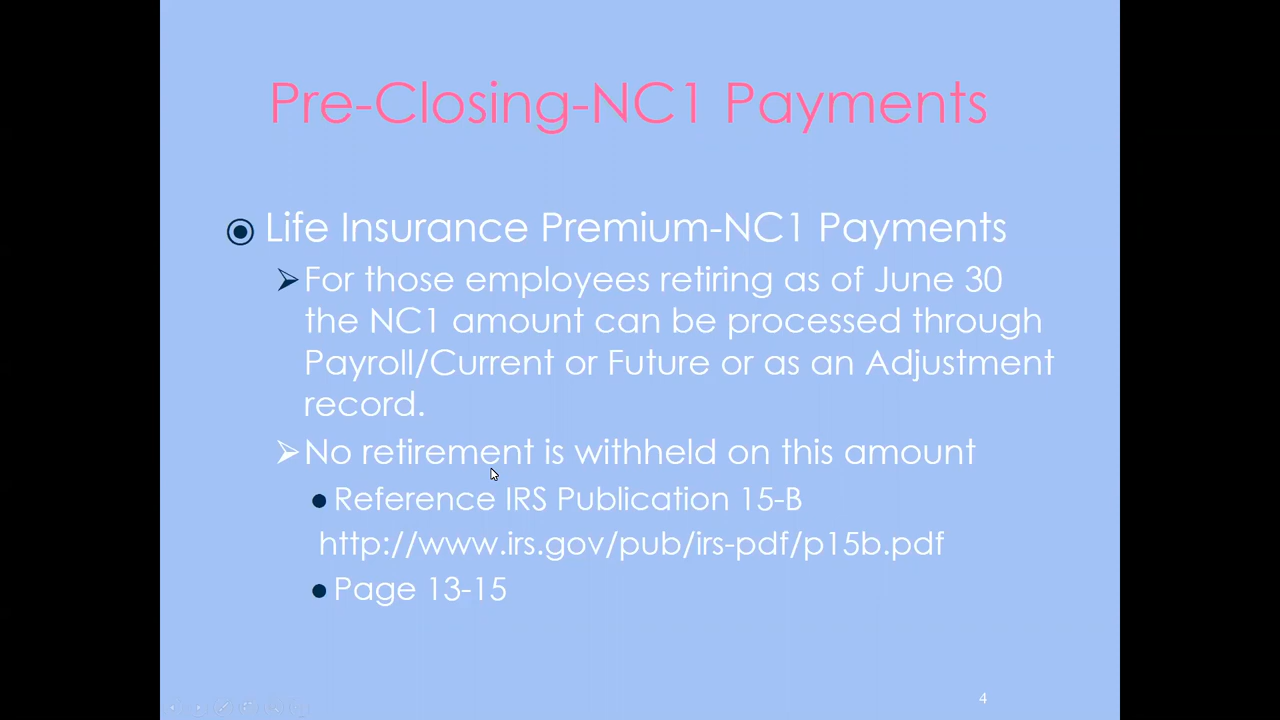 Pre-Closing-NC1 Payments
Life Insurance Premium-NC1 Payments
For those employees retiring as of June 30
the NC1 amount can be processed through
Payroll/Current or Future or as an Adjustment
record.
No retirement is withheld on this amount
Reference IRS Publication 15-B
http://www.irs.gov/pub/irs-pdf/p15b.pdf
Page 13-15
4